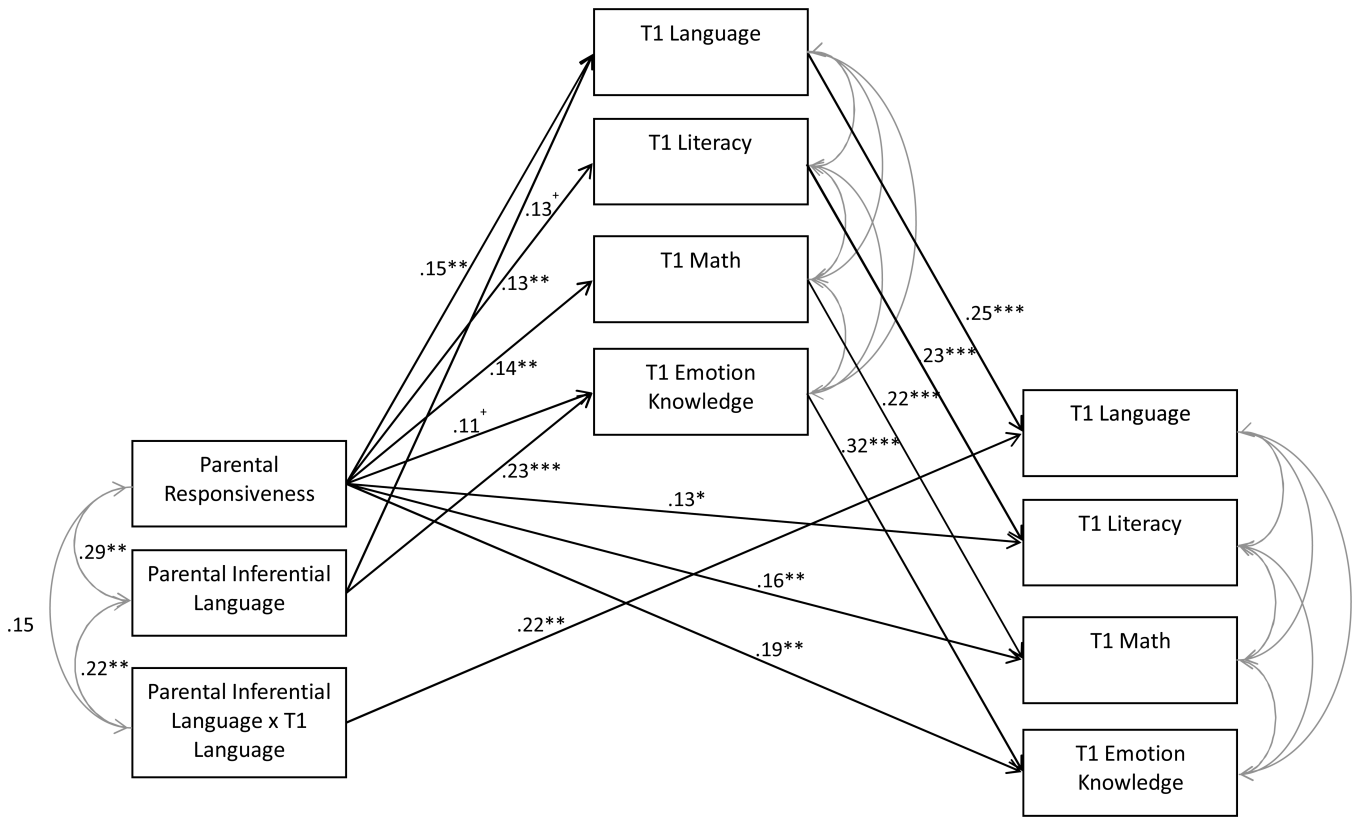 T1 Language
T1 Literacy
T1 Math
T1 Emotion
Knowledge
.13+
.15**
.13**
.14**
.11+
.23***
.25***
23***
.22***
.32***
Parental
Responsiveness
Parental Inferential
Language
Parental Inferential
Language x T1
Language
.29**
.15
.22**
.13*
.16**
.22**
.19**
T1 Language
T1 Literacy
T1 Math
T1 Emotion
Knowledge